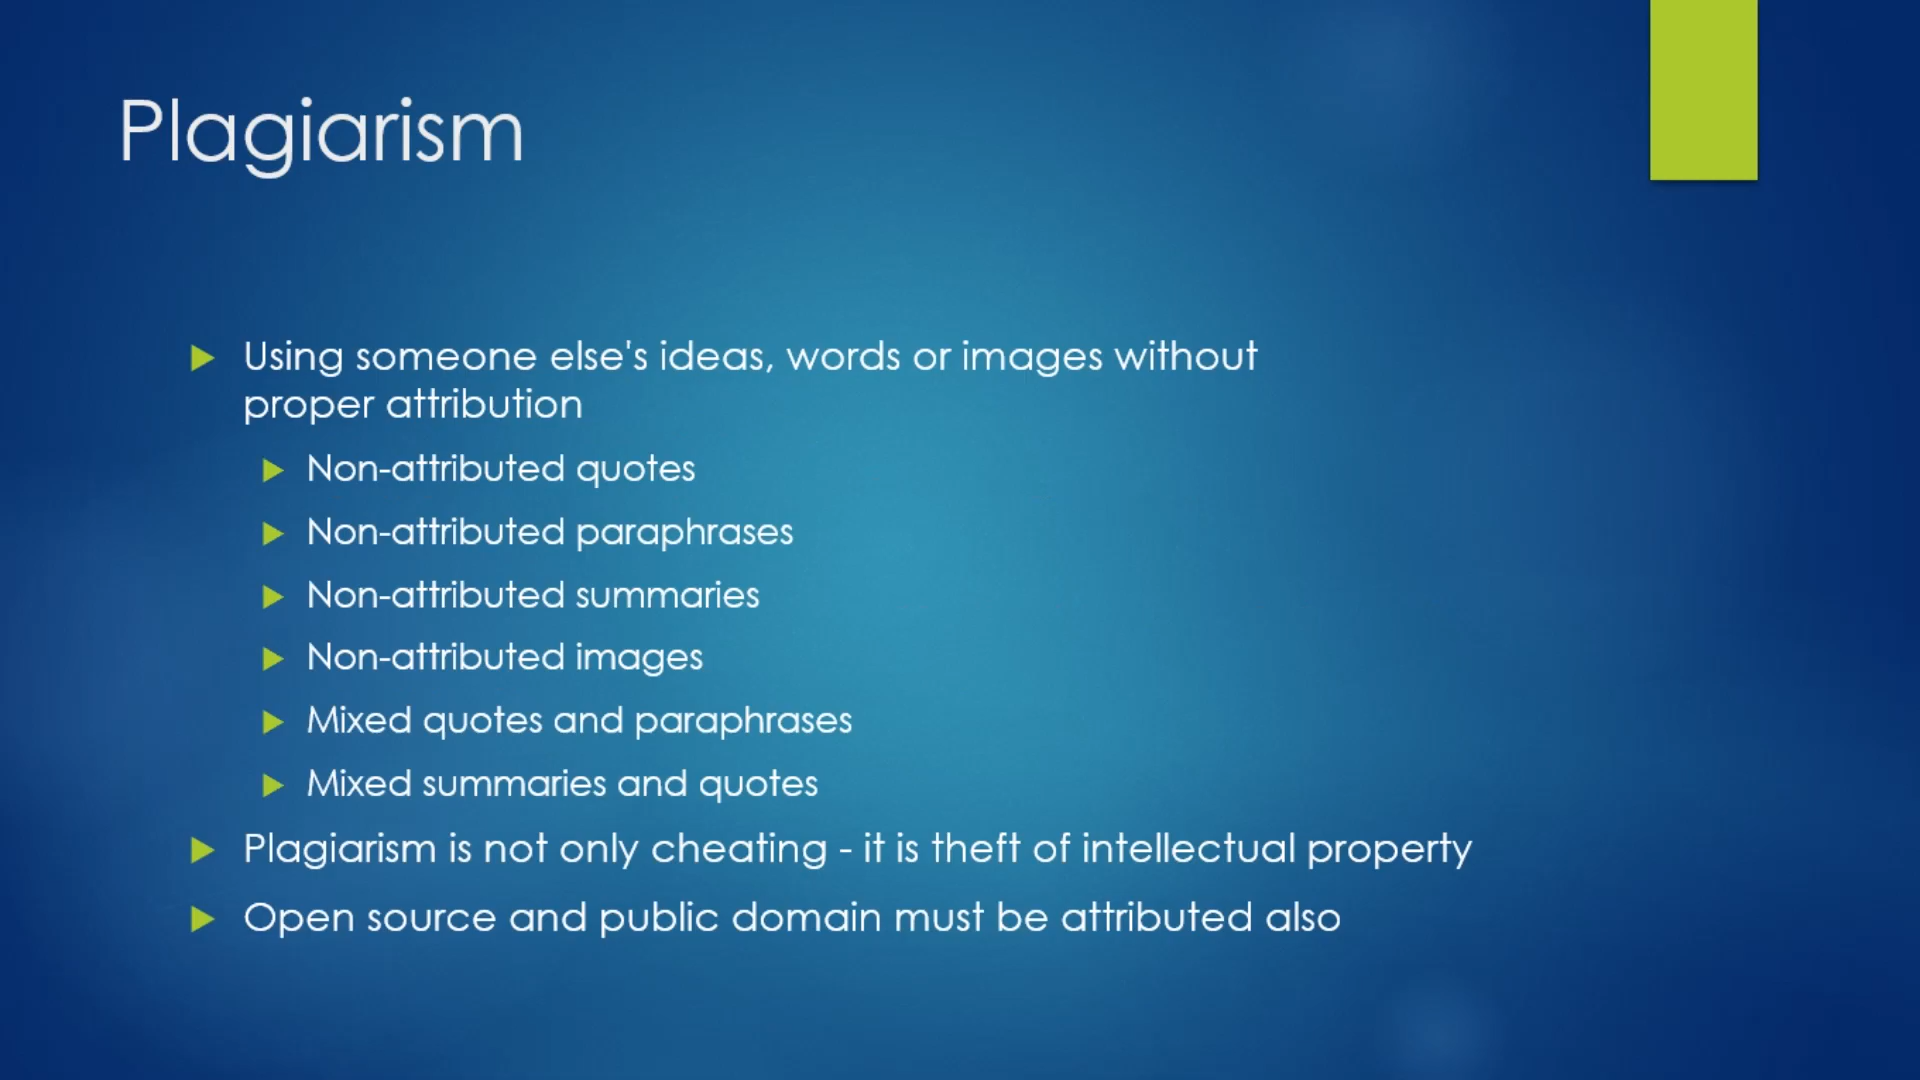 Plagiarism
Using someone else's ideas, words or images without
proper attribution
Non-attributed quotes
Non-attributed paraphrases
Non-attributed summaries
Non-attributed images
Mixed quotes and paraphrases
Mixed summaries and quotes
Plagiarism is not only cheating - it is theft of intellectual property
Open source and public domain must be attributed also